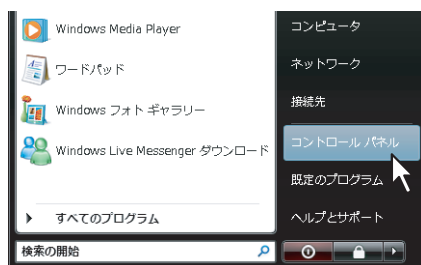 Windows Media Player
ワードパッド
Windows フォト ギャラリー
Windows Live Messenger ダウンロード
すべてのプログラム
検索の開始
コンピュータ
ネットワーク
接続先
コントロール パネル
既定のプログラム
ヘルプとサポート